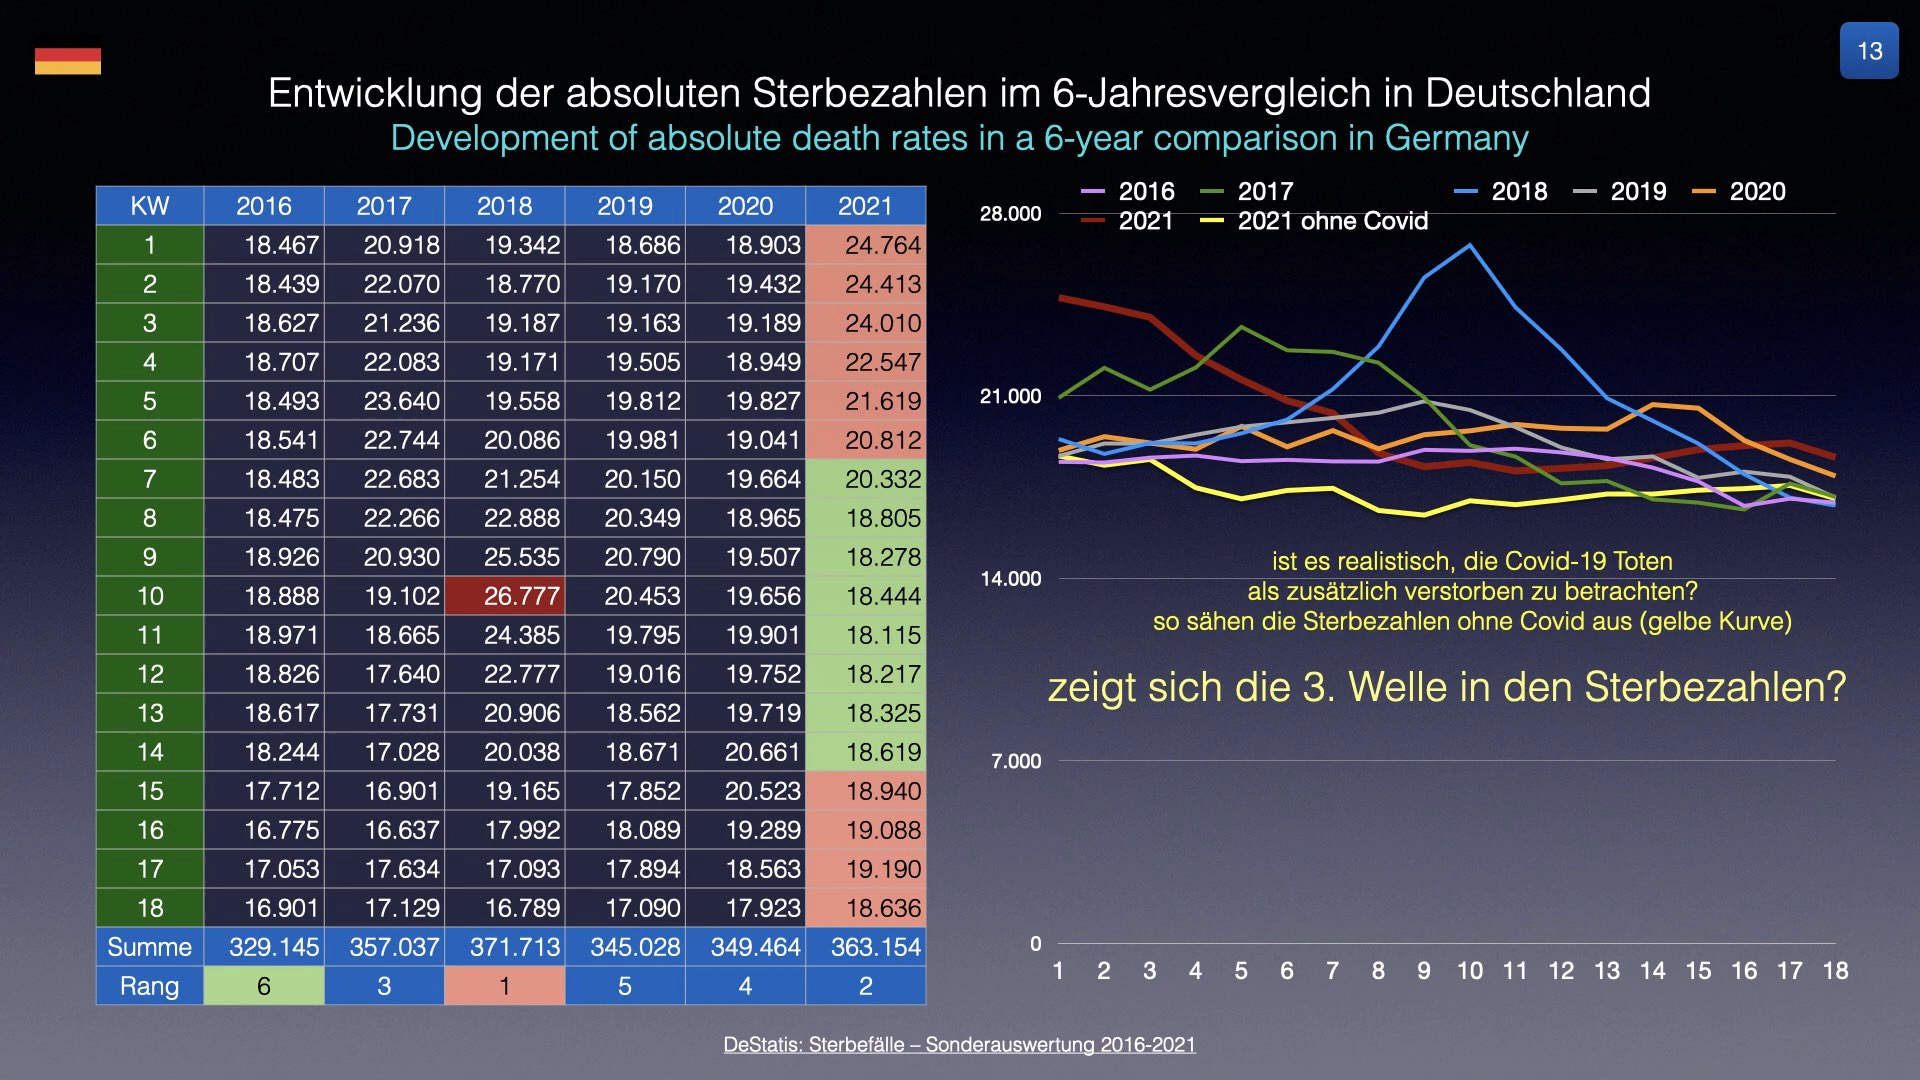 13
Entwicklung der absoluten Sterbezahlen im 6-Jahresvergleich in Deutschland
Development of absolute death rates in a 6-year comparison in Germany
KW 2016 2017 2018 2019 2020 2021
1 18.467 20.918 19.342 18.686 18.903 24.764
2 18.439 22.070 18.770 19.170 19.432 24.413
3 18.627 21.236 19.187 19.163 19.189 24.010
4 18.707 22.083 19.171 19.505 18.949 22.547
5 18.493 23.640 19.558 19.812 19.827 21.619
6 18.541 22.744 20.086 19.981 19.041 20.812
7 18.483 22.683 21.254 20.150 19.664 20.332
8 18.475 22.266 22.888 20.349 18.965 18.805
9 18.926 20.930 25.535 20.790 19.507 18.278
10 18.888 19.102 26.777 20.453 19.656 18.444
11 18.971 18.665 24.385 19.795 19.901 18.115
12 18.826 17.640 22.777 19.016 19.752 18.217
13 18.617 17.731 20.906 18.562 19.719 18.325
14 18.244 17.028 20.038 18.671 20.661 18.619
15 17.712 16.901 19.165 17.852 20.523 18.940
16 16.775 16.637 17.992 18.089 19.289 19.088
17 17.053 17.634 17.093 17.894 18.563 19.190
18 16.901 17.129 16.789 17.090 17.923 18.636
Summe 329.145 357.037 371.713 345.028 349.464 363.154
Rang 6 3 1 5 4 2
2016 2017 2018 2019 2020
2021 2021 ohne Covid
28.000
21.000
14.000
7.000
0
ist es realistisch, die Covid-19 Toten
als zusätzlich verstorben zu betrachten?
so sähen die Sterbezahlen ohne Covid aus (gelbe Kurve)
zeigt sich die 3. Welle in den Sterbezahlen?
1 2 3 4 5 6 7 8 9 10 11 12 13 14 15 16 17 18
DeStatis: Sterbefälle – Sonderauswertung 2016-2021